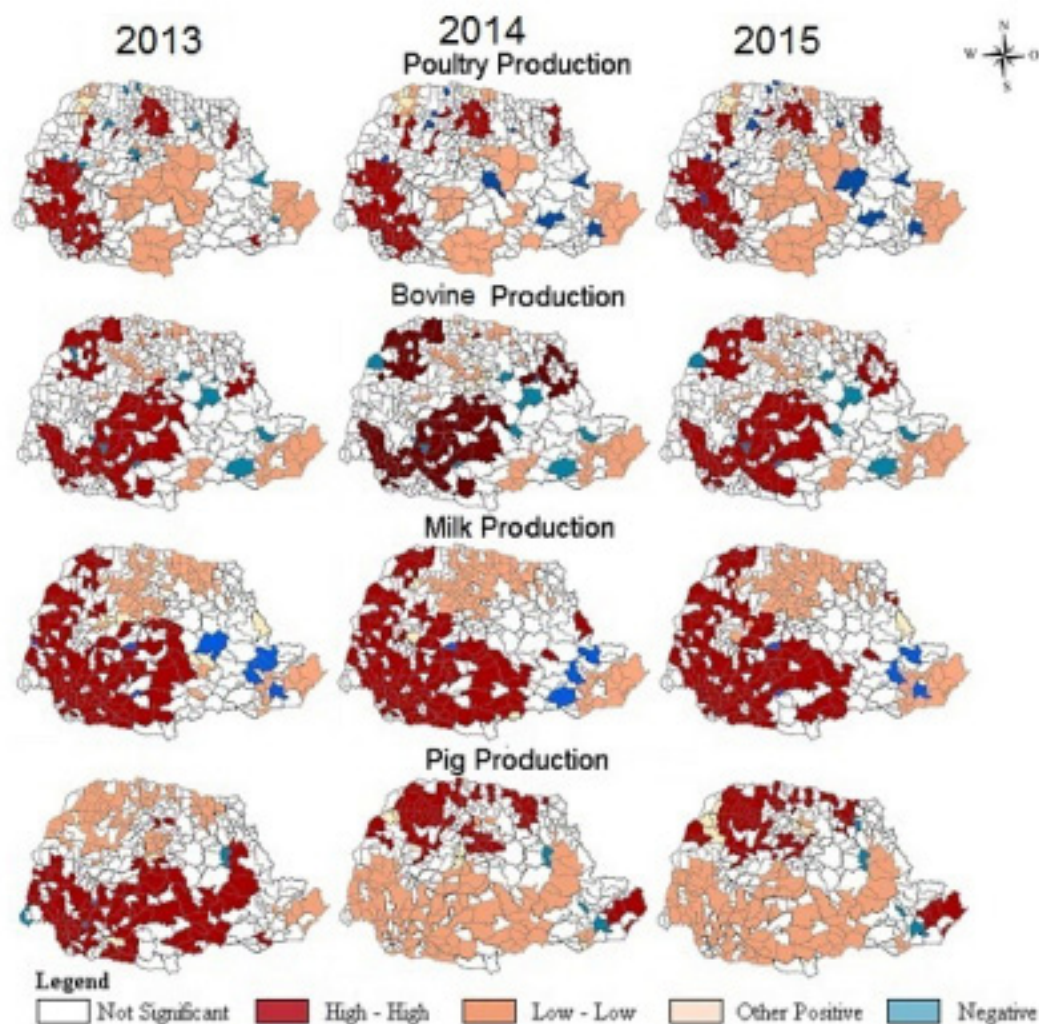 2013 2014 2015
N
W O
S
Poultry Production
Bovine Production
Milk Production
Pig Production
Legend
Not Significant High - High Low - Low Other Positive Negative